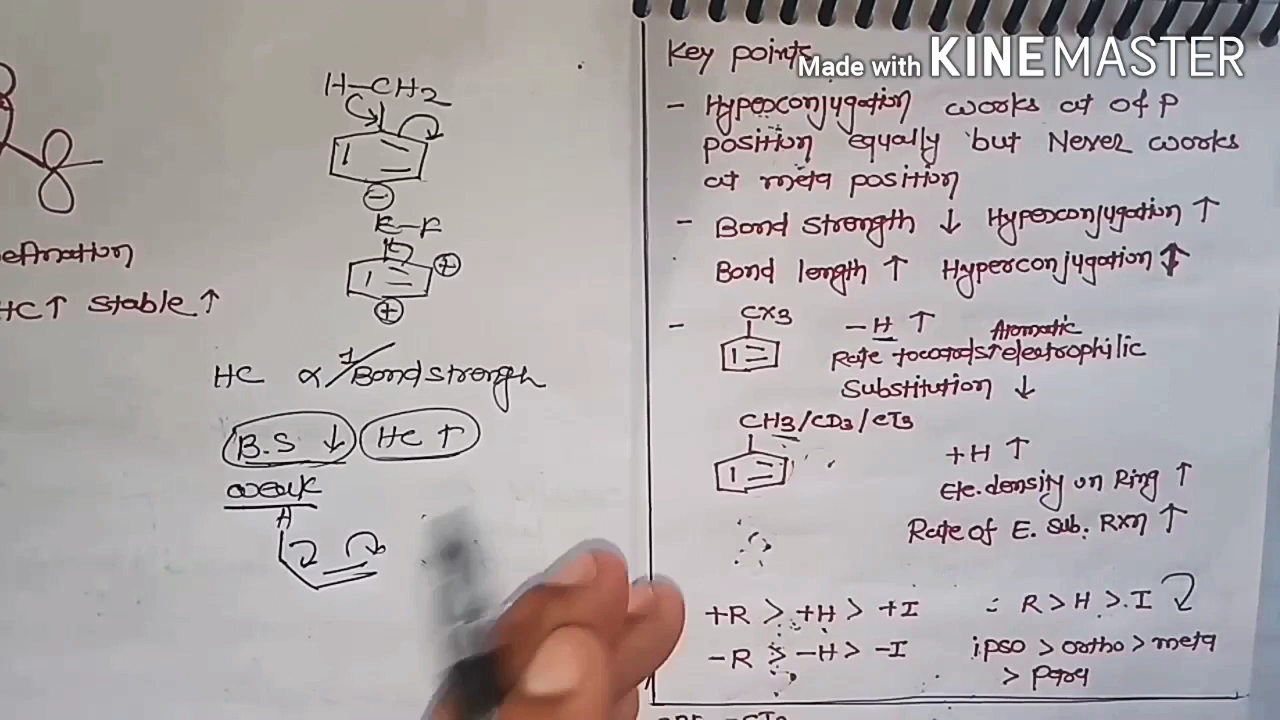 efination
HC↑ stable ↑
H-CH2
⊖
F-F
⊕
⊕
HC ∝ 1/Bond strength
B.S ↓ HC ↑
weak
H
Made with KINEMASTER
Key points
- Hyperconjugation works at o f p
position equally but Never works
at meta position
- Bond strength ↓ Hyperconjugation ↑
Bond length ↑ Hyperconjugation ↑
- CX3
-H ↑
Aromatic
Rate towards↑ electrophilic
Substitution ↓
CH3/CD3/CT3
+H ↑
Ele. density on Ring ↑
Rate of E. Sub. Rxn ↑
+R > +H > +I = R > H > I
-R > -H > -I ipso > ortho > meta
> para